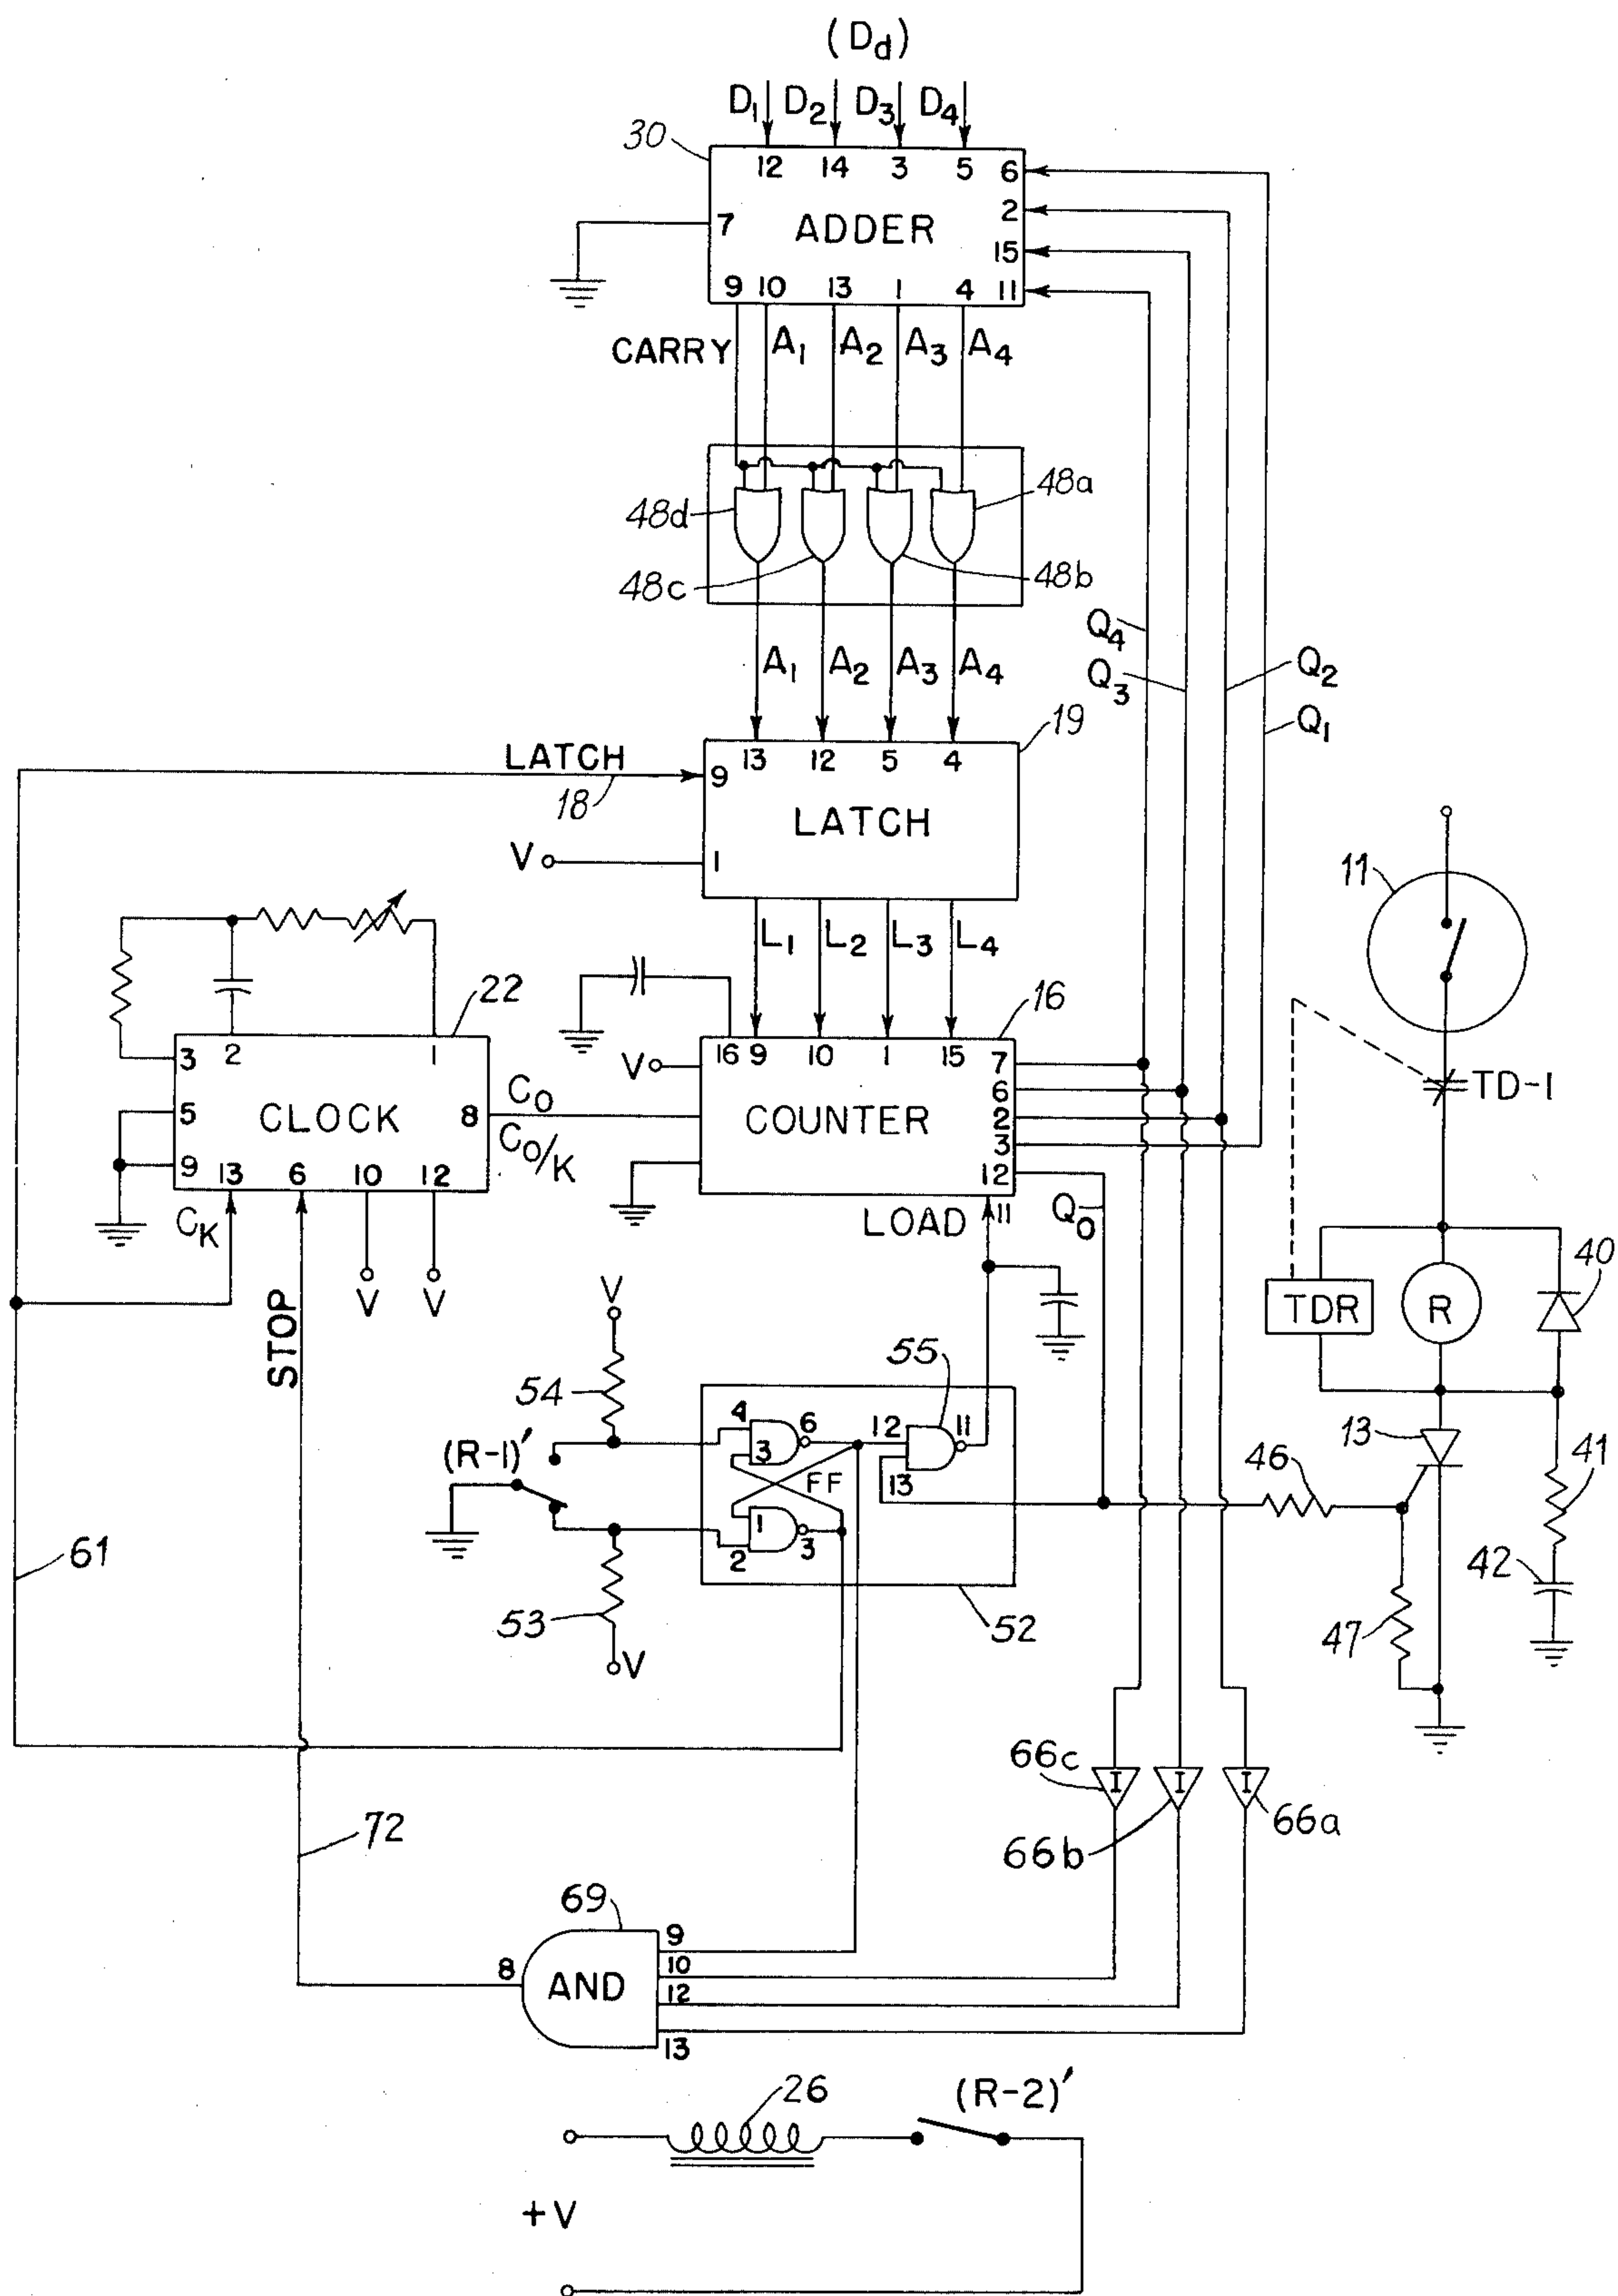 (Dd)
D1 D2 D3 D4
30
12 14 3 5 6
7 ADDER 2
15
9 10 13 1 4 11
CARRY A1 A2 A3 A4
48d 48a
48c 48b
Q4
A1 A2 A3 A4 Q3 Q2
Q1
19
LATCH 13 12 5 4
18 9
LATCH
V 1
11
L1 L2 L3 L4
22 16
3 2 1 V 16 9 10 1 15 7
TD-1
6
5 CLOCK 8 C0 COUNTER 2
C0/K 3
9 13 6 10 12 12
CK LOAD 11 Q0
V V V
STOP
TDR R 40
54 55
(R-1)' 4 3 6 12 11 13
FF 13 46 41
1 2 3
61 53 V 52 47 42
66c I I I 66a
66b
72
69
9
8 AND 10
12
13
26 (R-2)'
+V